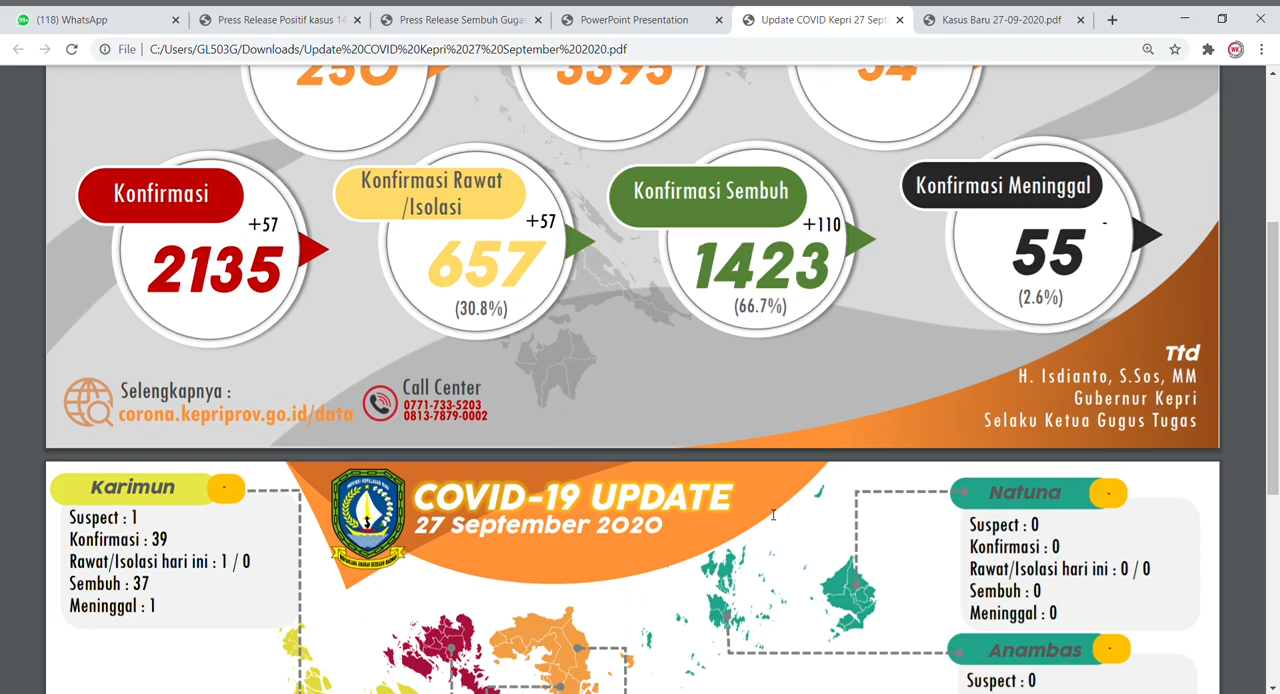 (118) WhatsApp
Press Release Positif kasus 14
Press Release Sembuh Gugas
PowerPoint Presentation
Update COVID Kepri 27 Sept
Kasus Baru 27-09-2020.pdf
File
C:/Users/GL503G/Downloads/Update%20COVID%20Kepri%2027%20September%202020.pdf
WK
250
3395
54
Konfirmasi
+57
2135
Konfirmasi Rawat
/Isolasi
+57
657
(30.8%)
Konfirmasi Sembuh
+110
1423
(66.7%)
Konfirmasi Meninggal
-
55
(2.6%)
Selengkapnya :
corona.kepriprov.go.id/data
Call Center
0771-733-5203
0813-7879-0002
Ttd
H. Isdianto, S.Sos, MM
Gubernur Kepri
Selaku Ketua Gugus Tugas
Karimun
-
Suspect : 1
Konfirmasi : 39
Rawat/Isolasi hari ini : 1 / 0
Sembuh : 37
Meninggal : 1
COVID-19 UPDATE
27 September 2020
Natuna
-
Suspect : 0
Konfirmasi : 0
Rawat/Isolasi hari ini : 0 / 0
Sembuh : 0
Meninggal : 0
Anambas
-
Suspect : 0